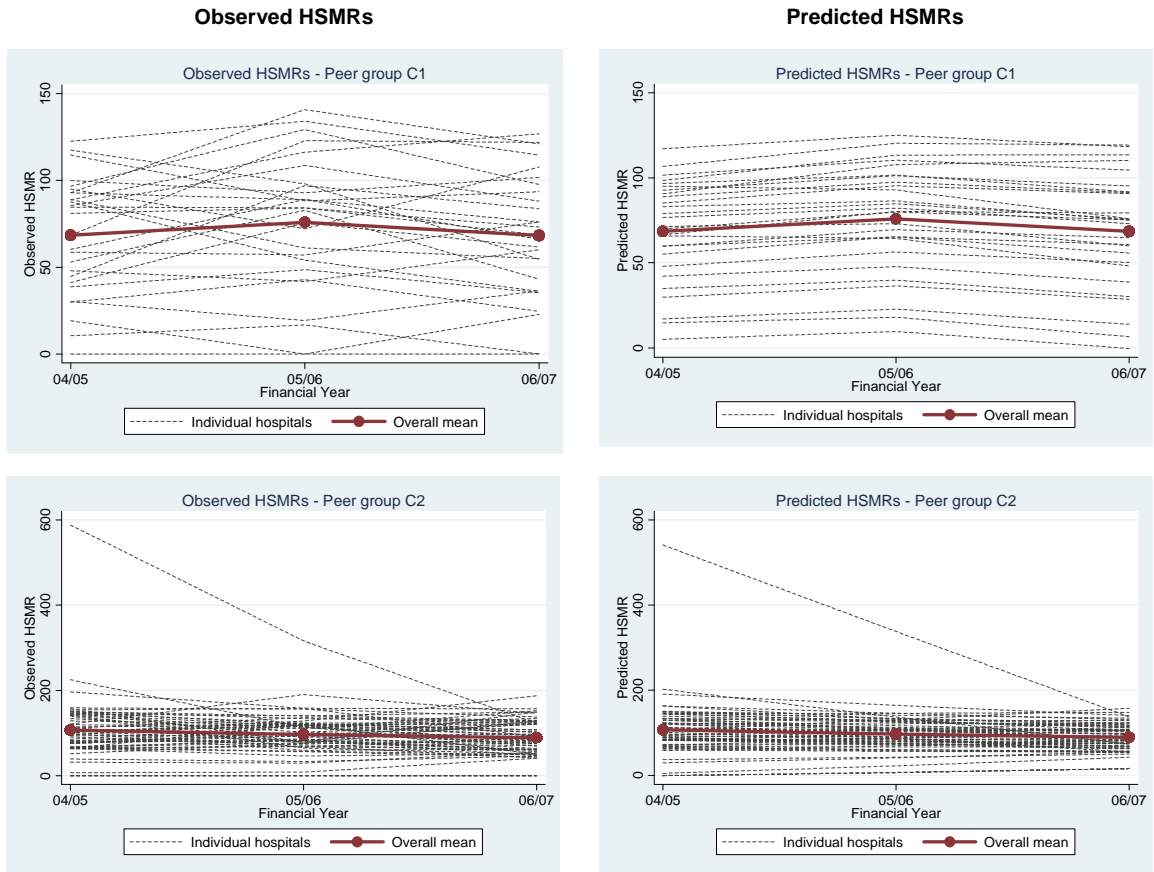 Observed HSMRs
Predicted HSMRs
Observed HSMRs - Peer group C1
Observed HSMR
150
100
50
0
04/05
05/06
06/07
Financial Year
Individual hospitals
Overall mean
Predicted HSMRs - Peer group C1
Predicted HSMR
150
100
50
0
04/05
05/06
06/07
Financial Year
Individual hospitals
Overall mean
Observed HSMRs - Peer group C2
Observed HSMR
600
400
200
0
04/05
05/06
06/07
Financial Year
Individual hospitals
Overall mean
Predicted HSMRs - Peer group C2
Predicted HSMR
600
400
200
0
04/05
05/06
06/07
Financial Year
Individual hospitals
Overall mean